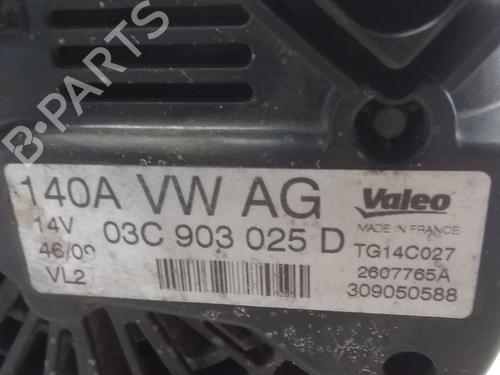 B-PARTS
140A VW AG
14V
03C 903 025 D
46/09
VL2
Valeo
MADE IN FRANCE
TG14C027
2607765A
309050588